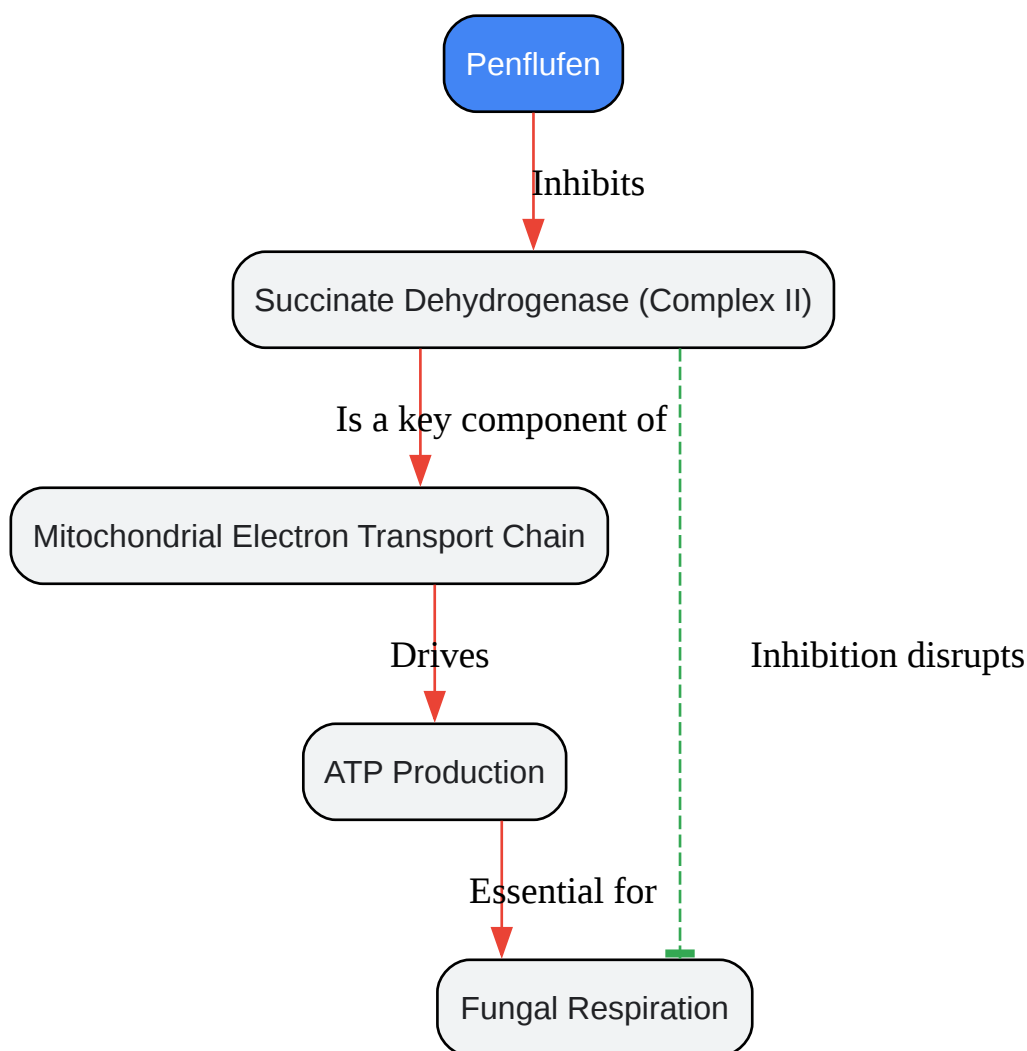 Penflufen
Inhibits
Succinate Dehydrogenase (Complex II)
Is a key component of
Mitochondrial Electron Transport Chain
Drives
Inhibition disrupts
ATP Production
Essential for
Fungal Respiration